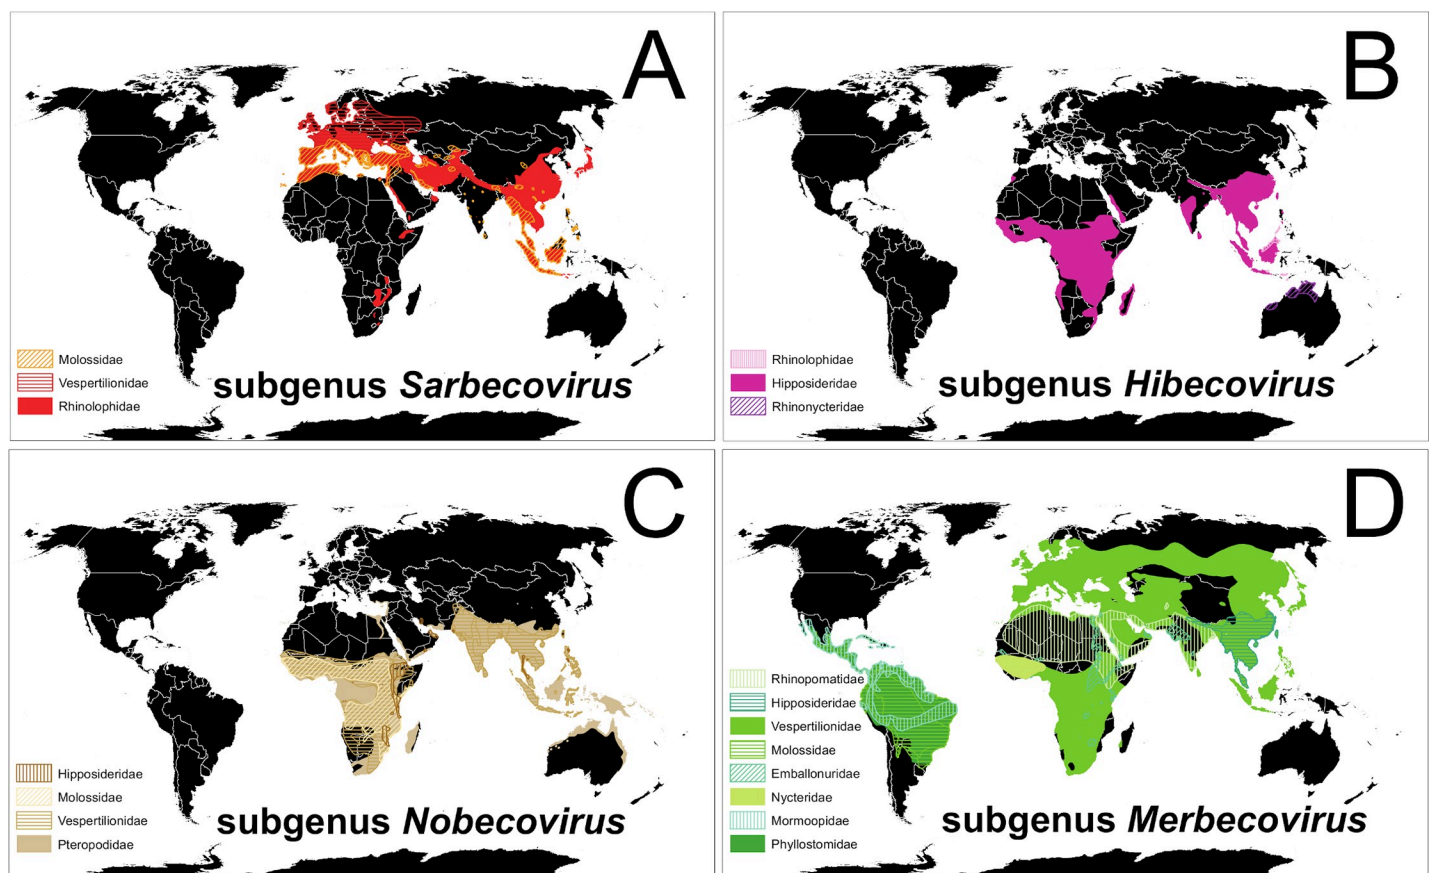 A
Molossidae
Vespertilionidae
Rhinolophidae
subgenus Sarbecovirus
B
Rhinolophidae
Hipposideridae
Rhinonycteridae
subgenus Hibecovirus
C
Hipposideridae
Molossidae
Vespertilionidae
Pteropodidae
subgenus Nobecovirus
D
Rhinopomatidae
Hipposideridae
Vespertilionidae
Molossidae
Emballonuridae
Nycteridae
Mormoopidae
Phyllostomidae
subgenus Merbecovirus